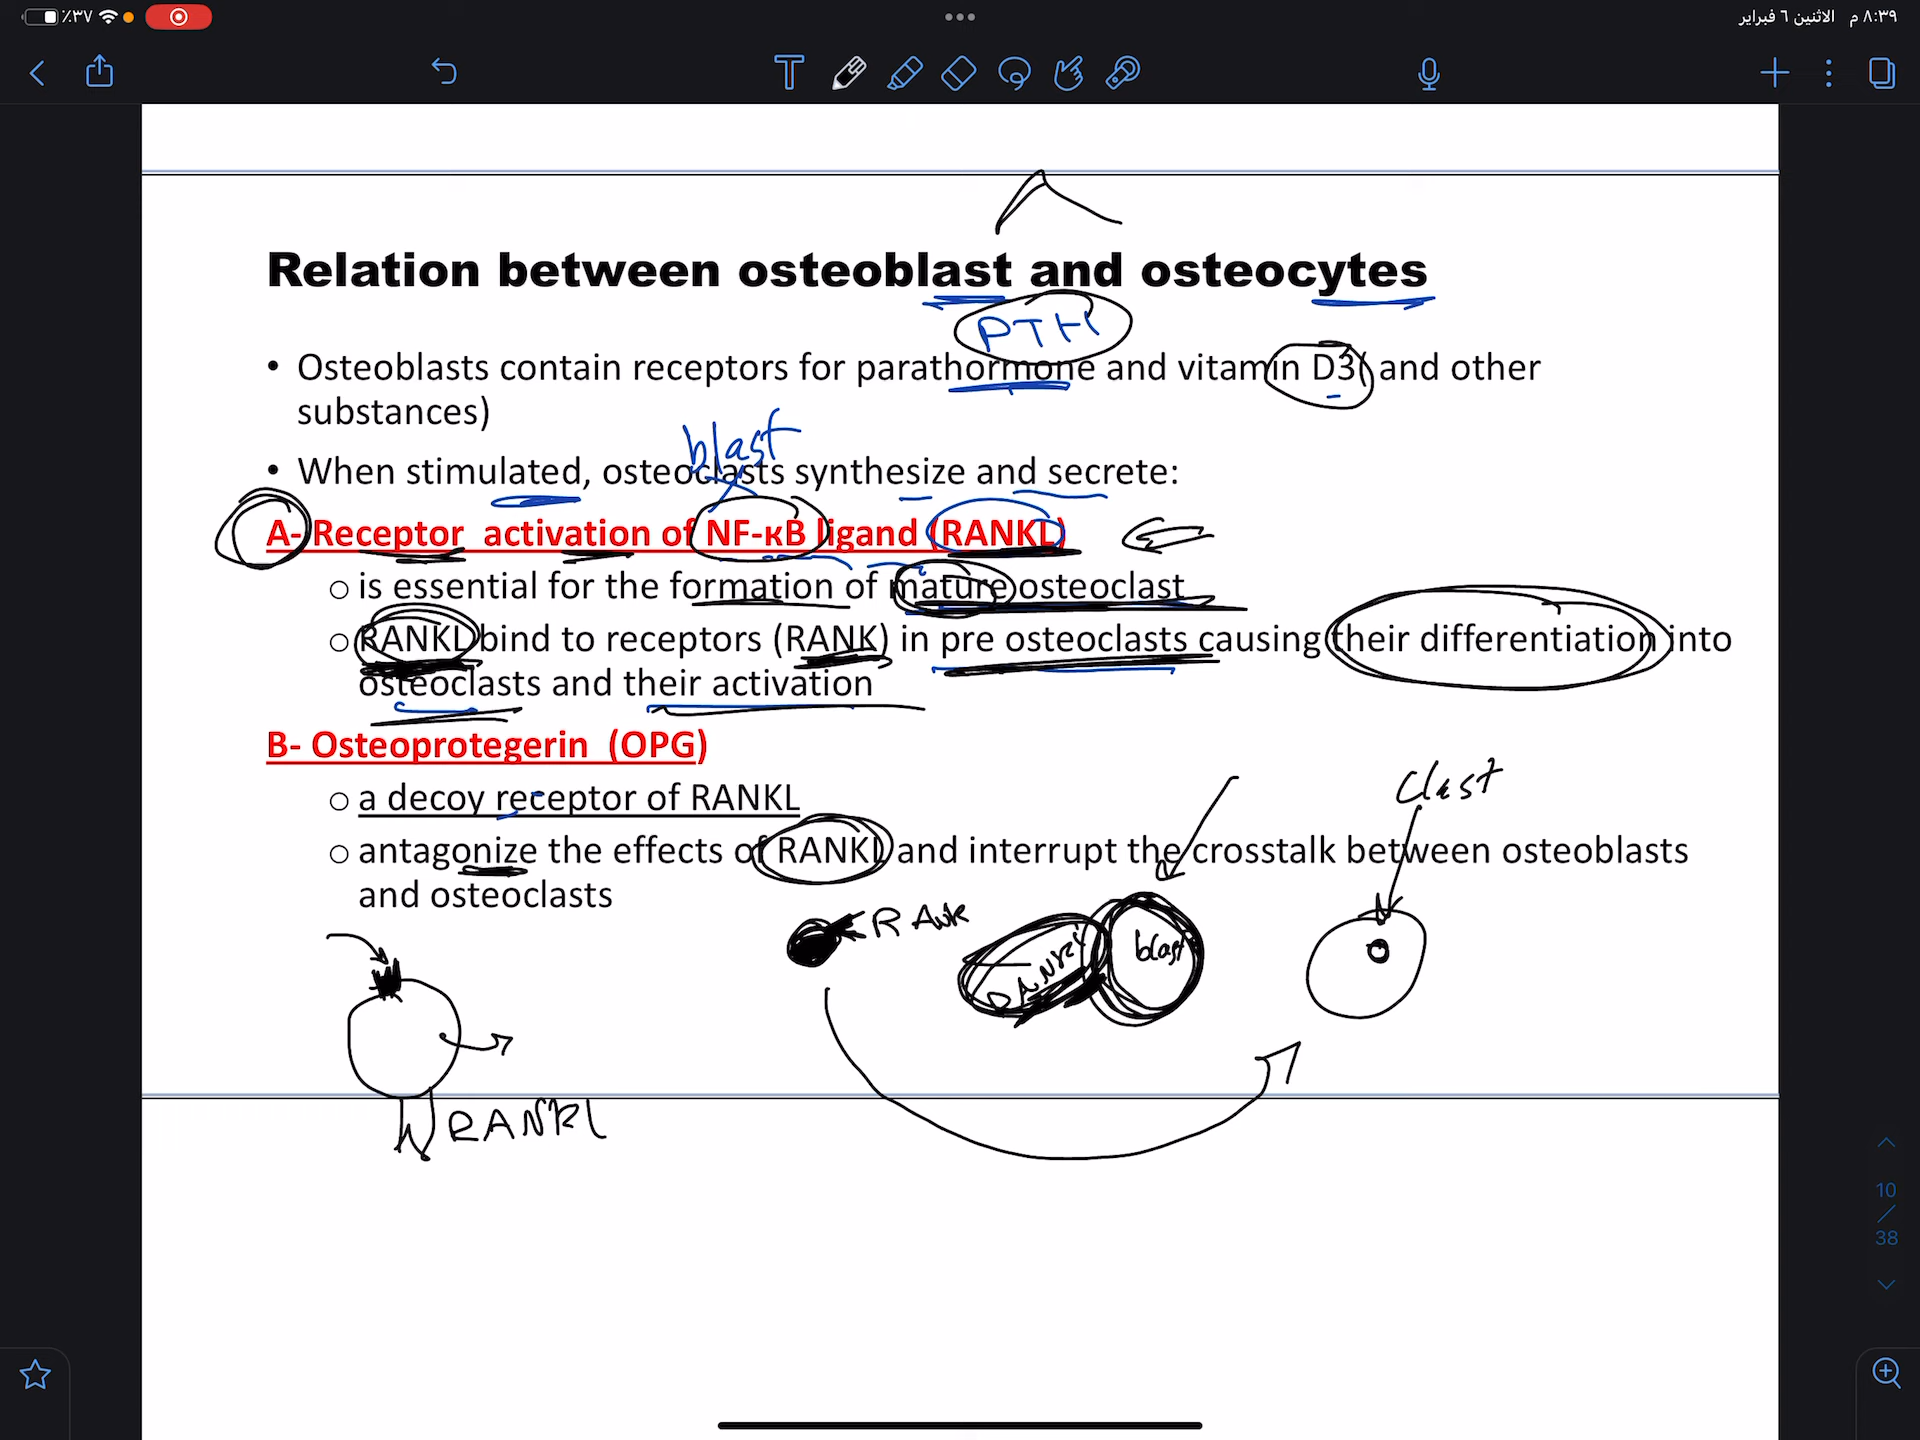 ٪٣٧
٨:٣٩ م الاثنين ٦ فبراير
Relation between osteoblast and osteocytes
PTH
• Osteoblasts contain receptors for parathormone and vitamin D3( and other
substances)
blast
• When stimulated, osteoclasts synthesize and secrete:
A- Receptor activation of NF-κB ligand (RANKL)
o is essential for the formation of mature osteoclast
o RANKL bind to receptors (RANK) in pre osteoclasts causing their differentiation into
osteoclasts and their activation
B- Osteoprotegerin (OPG)
clast
o a decoy receptor of RANKL
o antagonize the effects of RANKL and interrupt the crosstalk between osteoblasts
and osteoclasts
RANK
RANKL
blast
RANKL
10
/
38